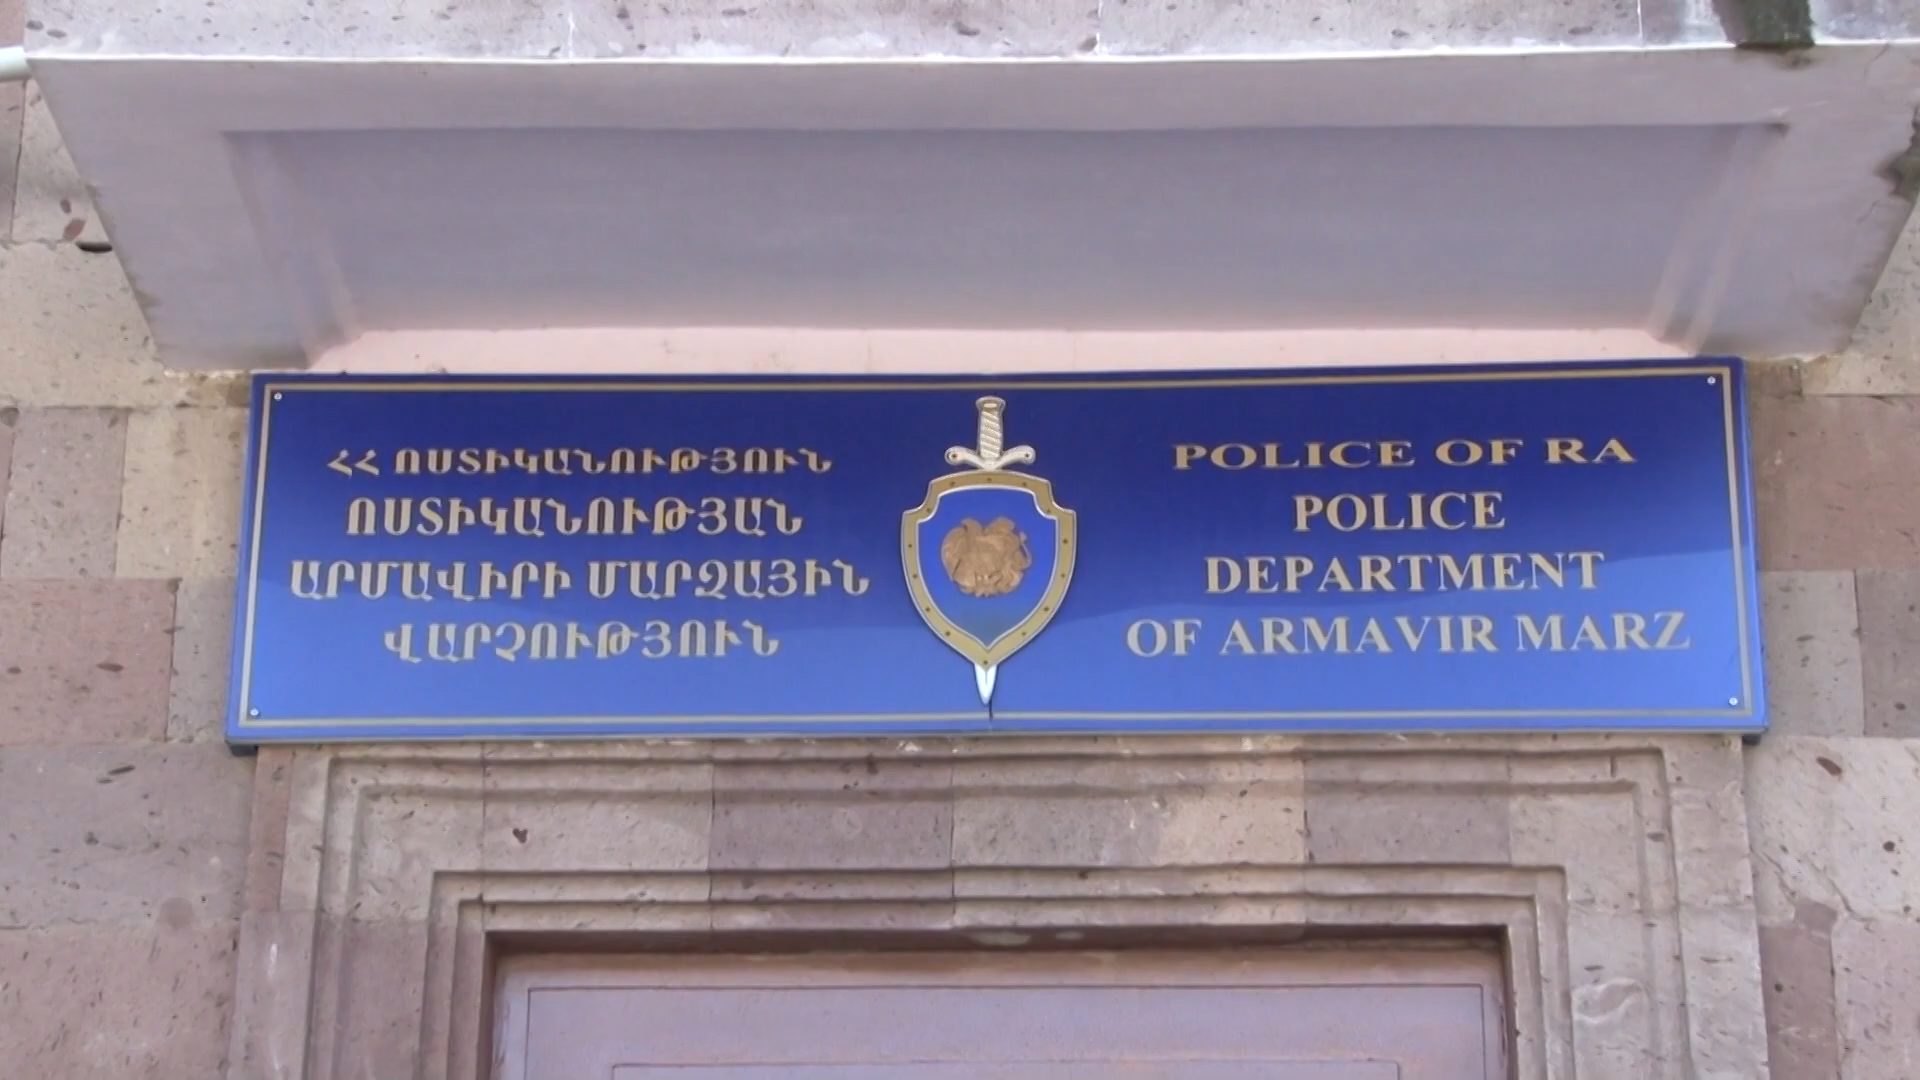 ՀՀ ՈՍՏԻԿԱՆՈՒԹՅՈՒՆ
ՈՍՏԻԿԱՆՈՒԹՅԱՆ
ԱՐՄԱՎԻՐԻ ՄԱՐԶԱՅԻՆ
ՎԱՐՉՈՒԹՅՈՒՆ
POLICE OF RA
POLICE
DEPARTMENT
OF ARMAVIR MARZ